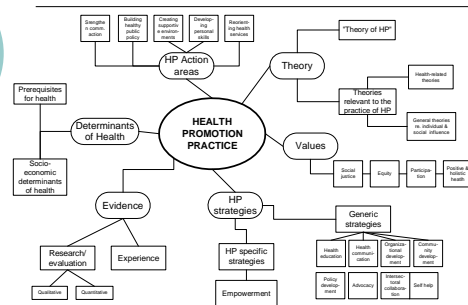 Strengthen comm. action
Building healthy public policy
Creating supportive environments
Developing personal skills
Reorienting health services
HP Action areas
"Theory of HP"
Theory
Health-related theories
Theories relevant to the practice of HP
General theories re. individual & social influence
Prerequisites for health
Determinants of Health
Socio-economic determinants of health
HEALTH
PROMOTION
PRACTICE
Values
Social justice
Equity
Participation
Positive & holistic health
Evidence
Research/evaluation
Experience
Qualitative
Quantitative
HP strategies
HP specific strategies
Empowerment
Generic strategies
Health education
Health communication
Organizational development
Community development
Policy development
Advocacy
Intersectoral collaboration
Self help